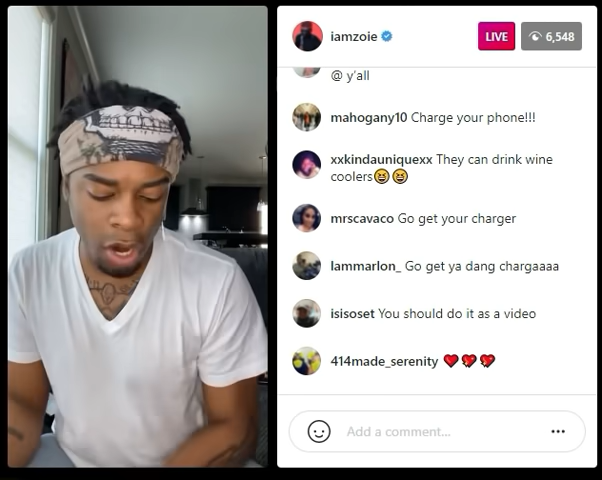 iamzoie
LIVE
6,548
@ y'all
mahogany10 Charge your phone!!!
xxkindauniquexx They can drink wine
coolers😆😆
mrscavaco Go get your charger
lammarlon_ Go get ya dang chargaaaa
isisoset You should do it as a video
414made_serenity ❤️💖💖
Add a comment...